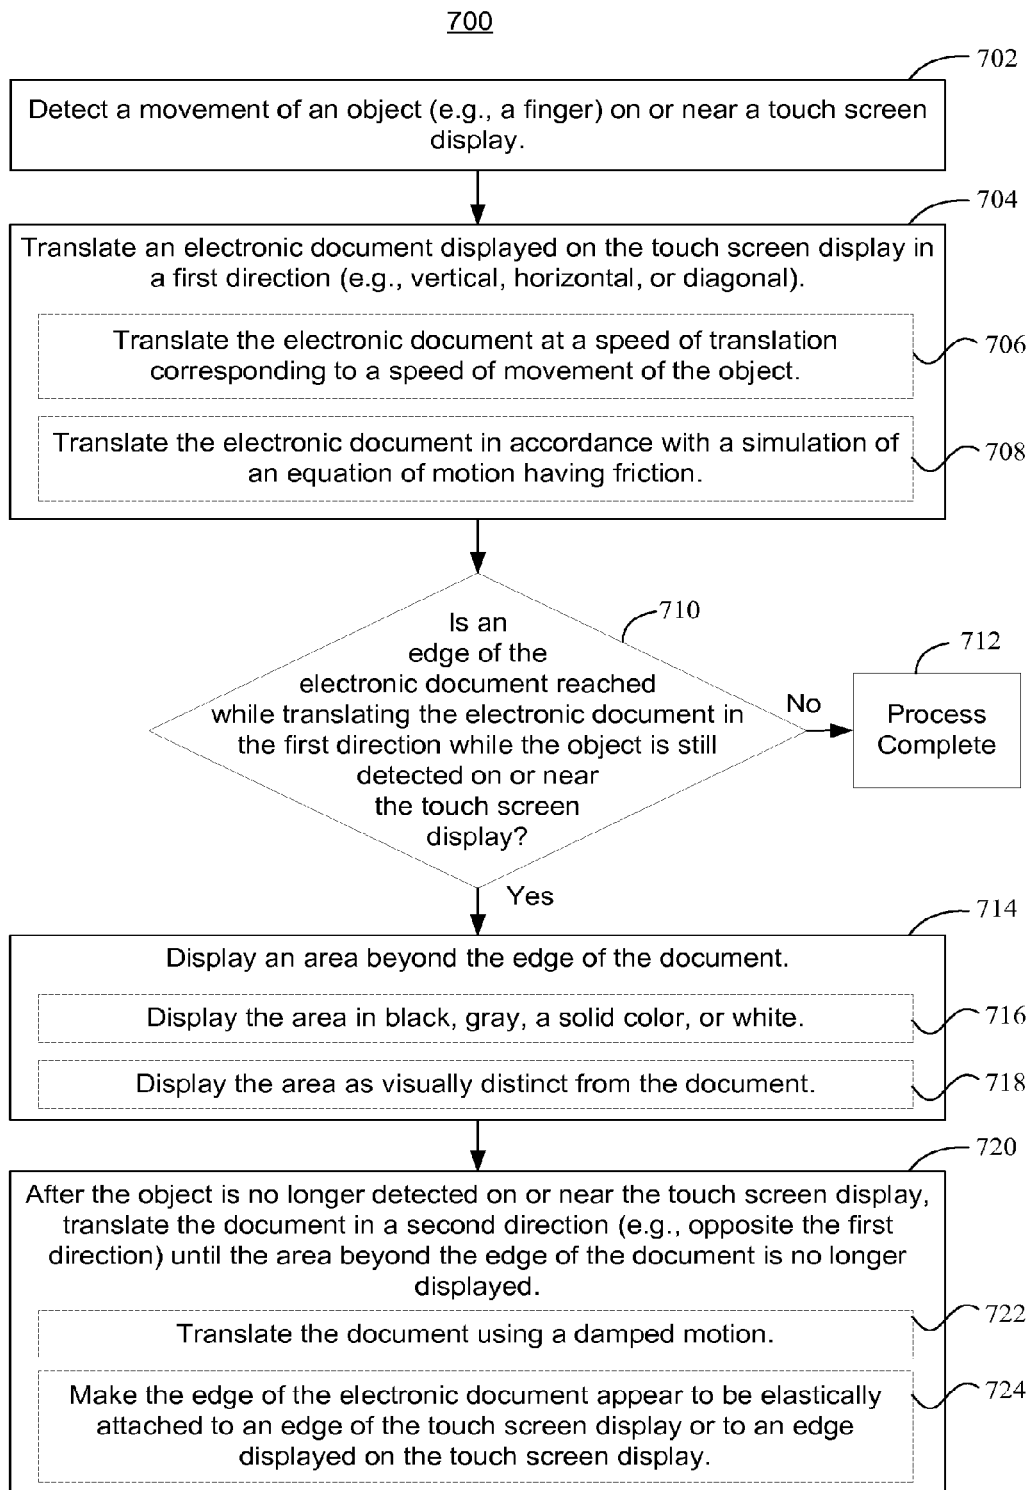 700
702
Detect a movement of an object (e.g., a finger) on or near a touch screen
display.
704
Translate an electronic document displayed on the touch screen display in
a first direction (e.g., vertical, horizontal, or diagonal).
Translate the electronic document at a speed of translation
corresponding to a speed of movement of the object.
706
Translate the electronic document in accordance with a simulation of
an equation of motion having friction.
708
710
Is an
edge of the
electronic document reached
while translating the electronic document in
the first direction while the object is still
detected on or near
the touch screen
display?
No
712
Process
Complete
Yes
714
Display an area beyond the edge of the document.
Display the area in black, gray, a solid color, or white.
716
Display the area as visually distinct from the document.
718
720
After the object is no longer detected on or near the touch screen display,
translate the document in a second direction (e.g., opposite the first
direction) until the area beyond the edge of the document is no longer
displayed.
722
Translate the document using a damped motion.
724
Make the edge of the electronic document appear to be elastically
attached to an edge of the touch screen display or to an edge
displayed on the touch screen display.